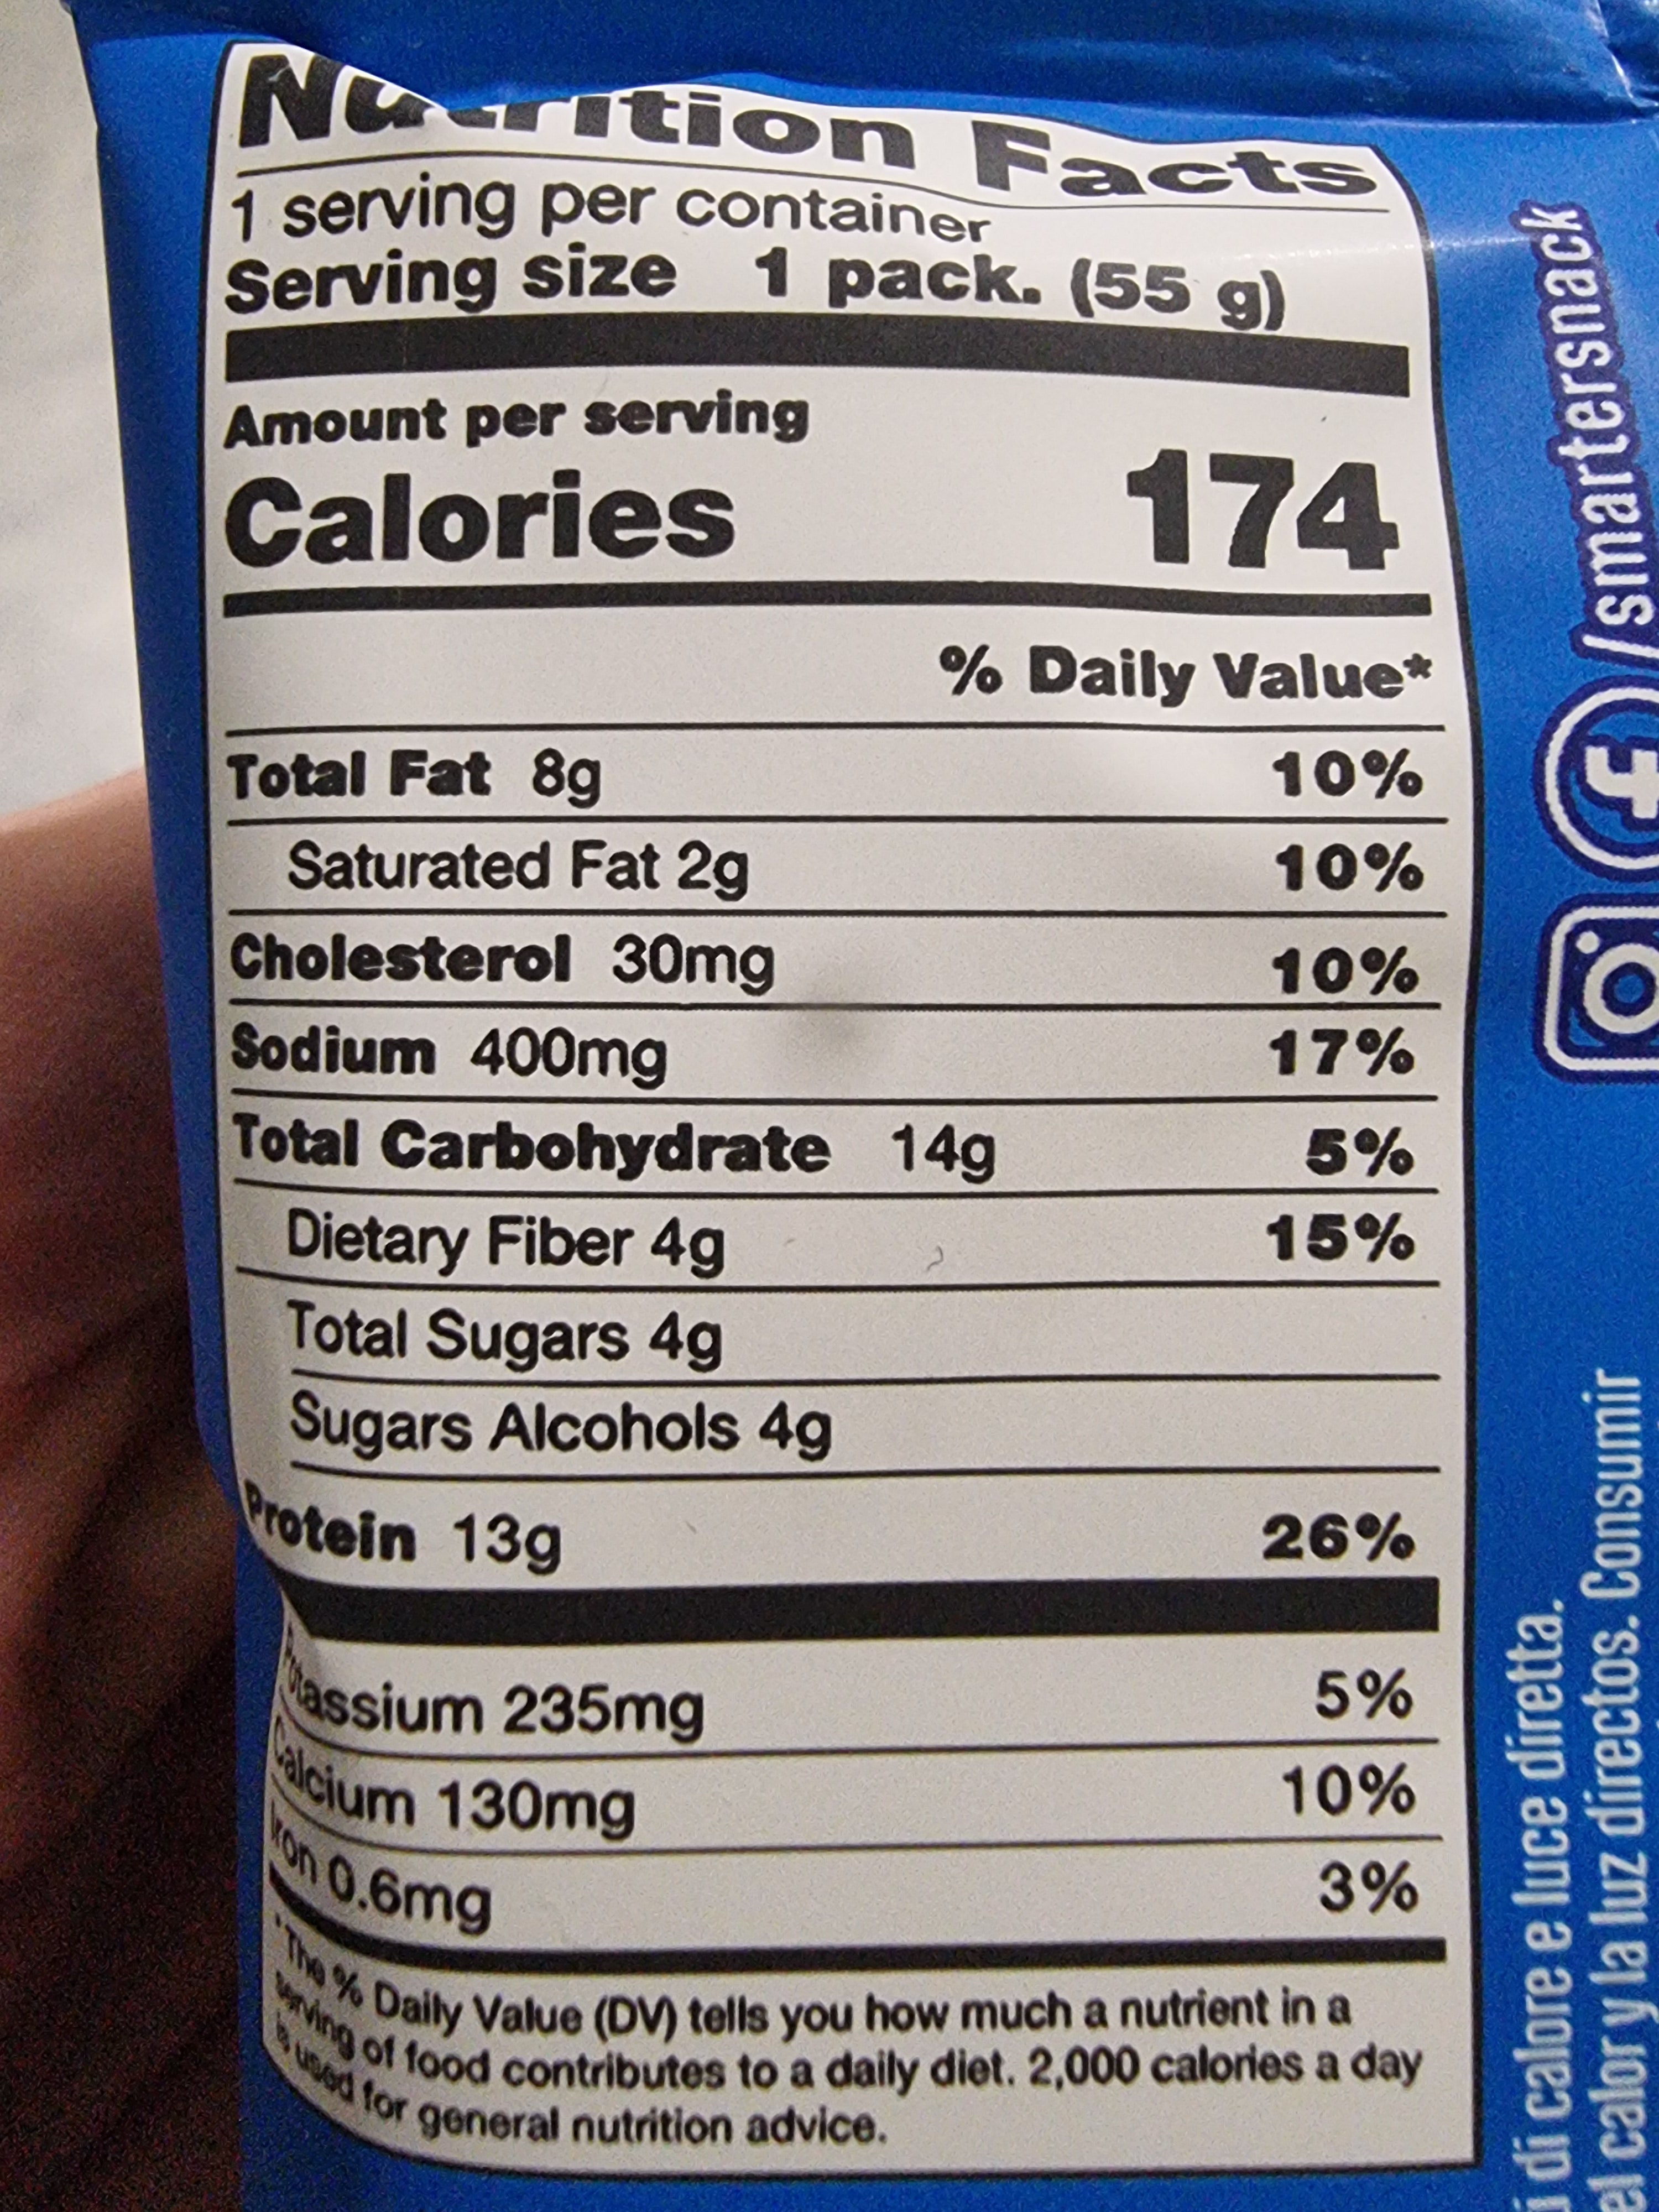 Nutrition Facts
1 serving per container
Serving size 1 pack. (55 g)
Amount per serving
Calories 174
% Daily Value*
Total Fat 8g 10%
Saturated Fat 2g 10%
Cholesterol 30mg 10%
Sodium 400mg 17%
Total Carbohydrate 14g 5%
Dietary Fiber 4g 15%
Total Sugars 4g
Sugars Alcohols 4g
Protein 13g 26%
Potassium 235mg 5%
Calcium 130mg 10%
Iron 0.6mg 3%
*The % Daily Value (DV) tells you how much a nutrient in a
serving of food contributes to a daily diet. 2,000 calories a day
is used for general nutrition advice.
/smartersnack
di calore e luce diretta.
el calor y la luz directos. Consumir